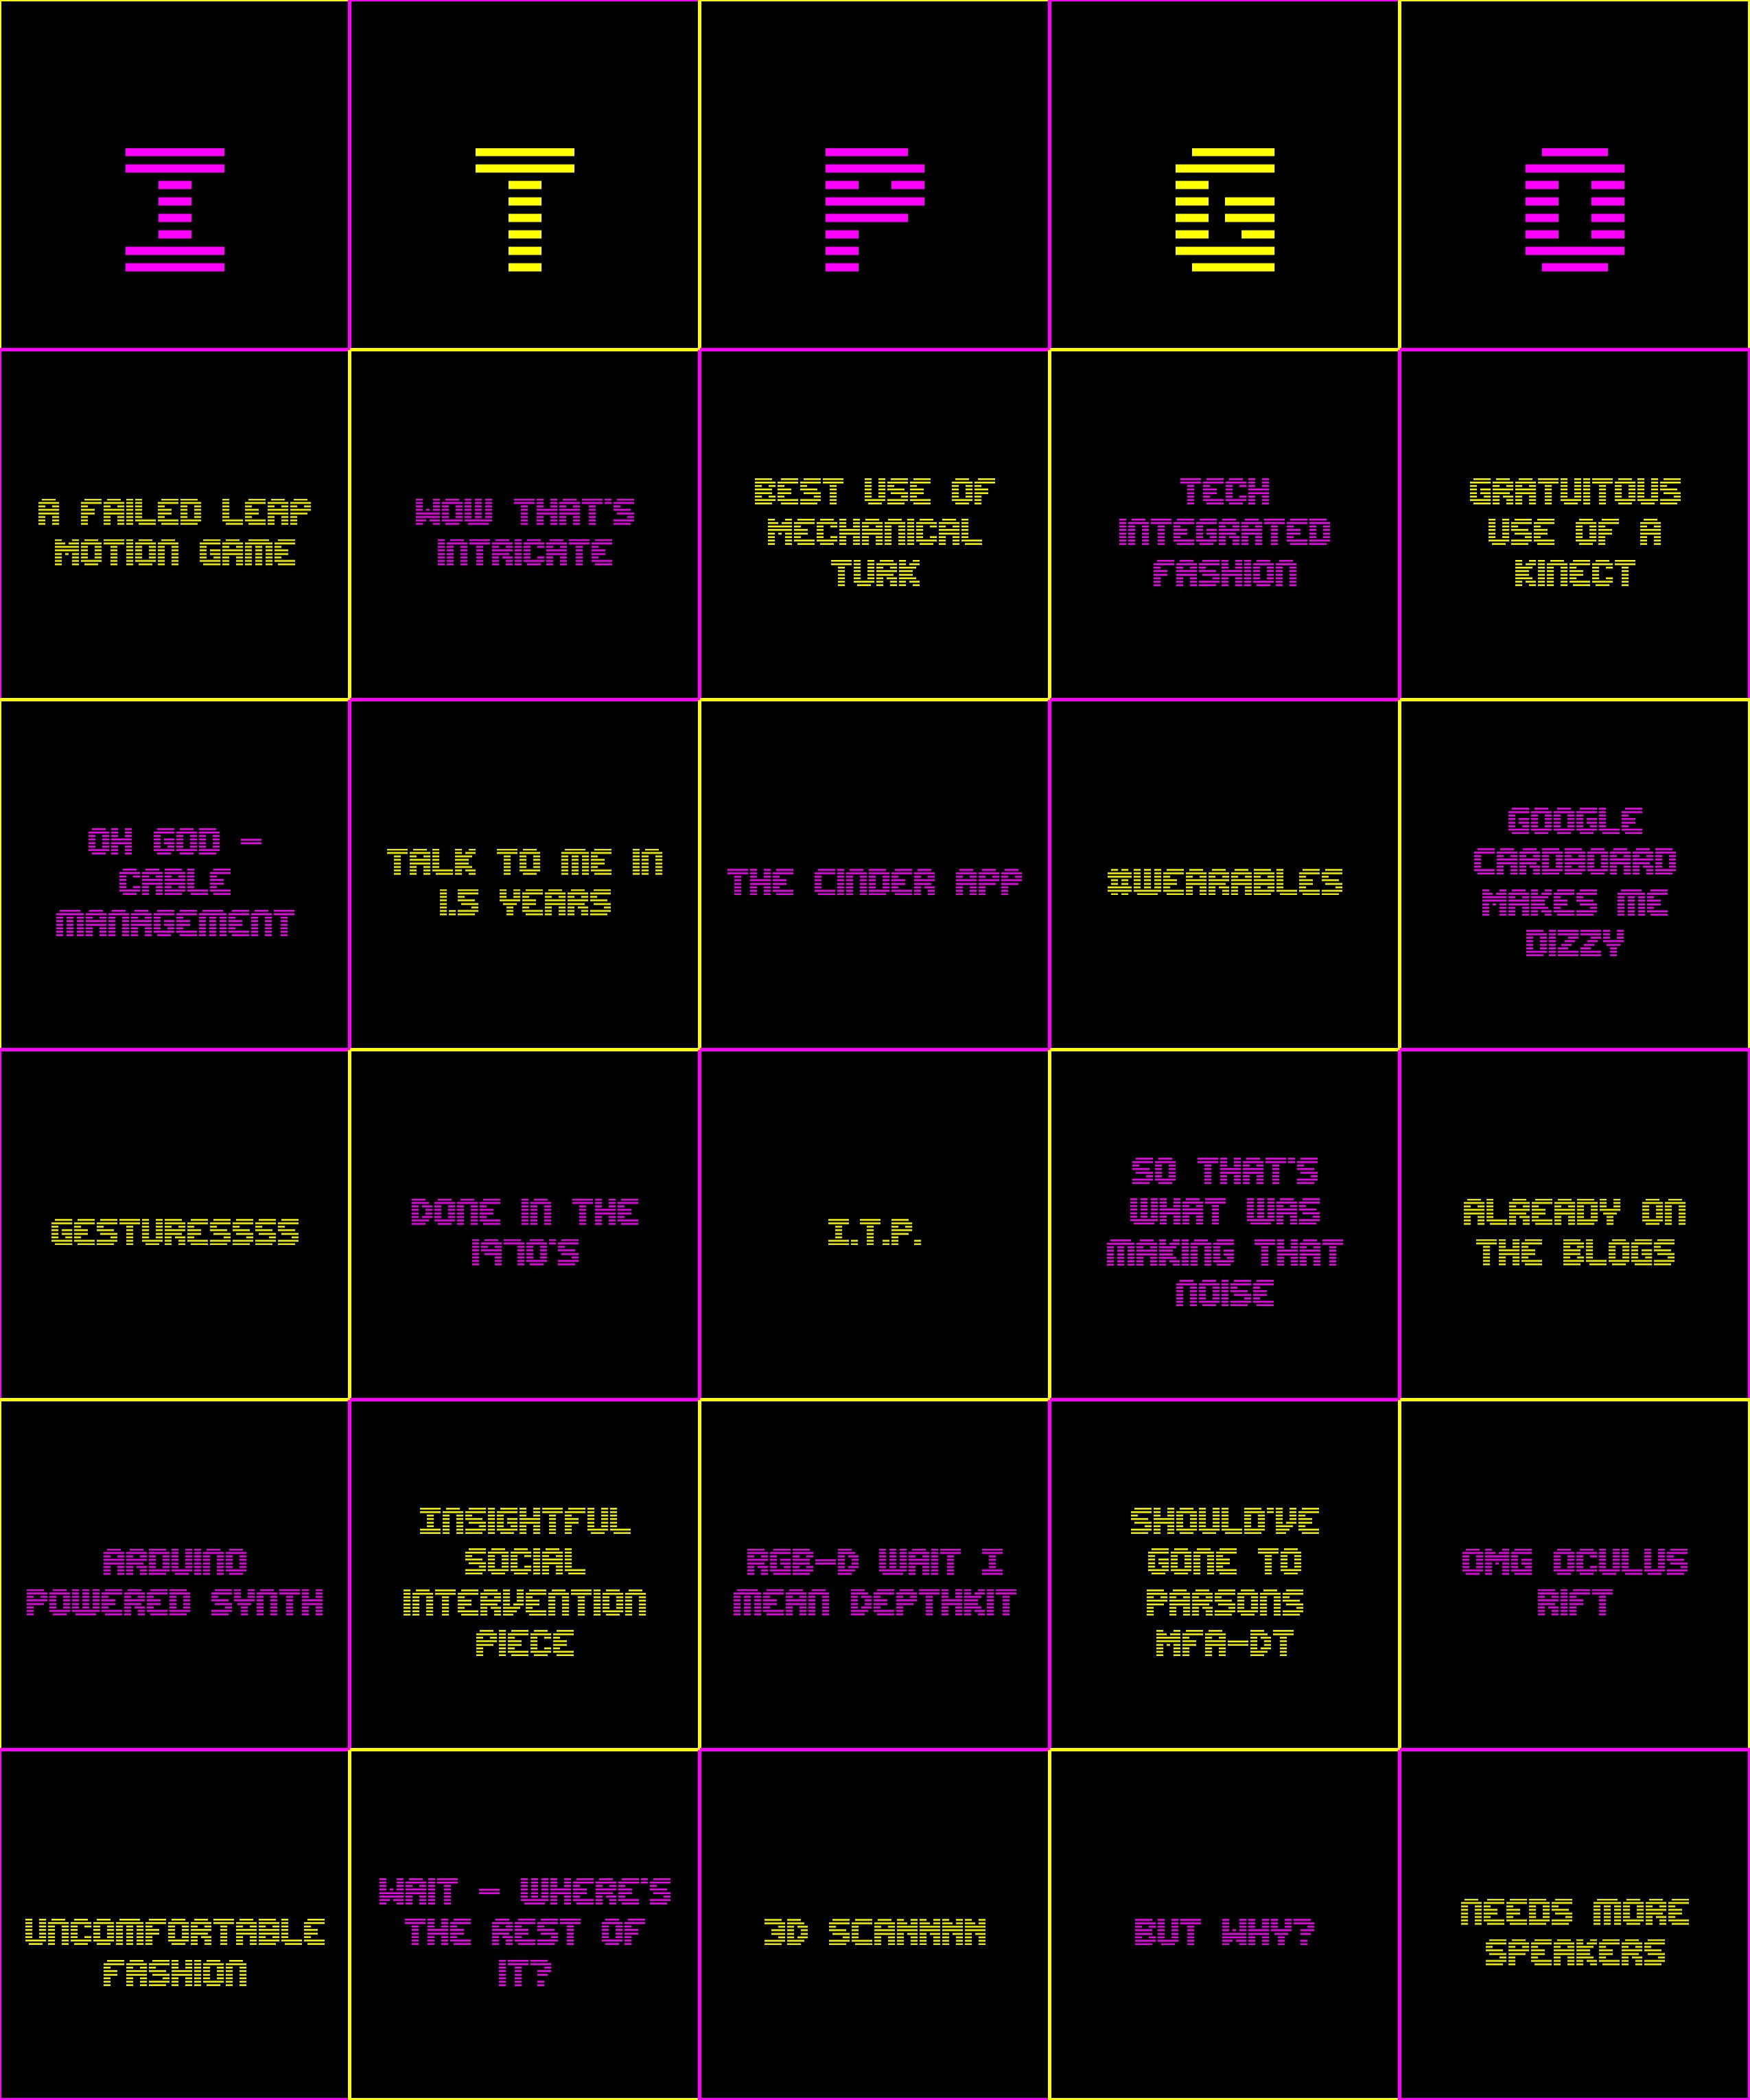 I
T
P
G
O
A FAILED LEAP
MOTION GAME
WOW THAT'S
INTRICATE
BEST USE OF
MECHANICAL
TURK
TECH
INTEGRATED
FASHION
GRATUITOUS
USE OF A
KINECT
OH GOD -
CABLE
MANAGEMENT
TALK TO ME IN
1.5 YEARS
THE CINDER APP
#WEARABLES
GOOGLE
CARDBOARD
MAKES ME
DIZZY
GESTURESSSS
DONE IN THE
1970'S
I.T.P.
SO THAT'S
WHAT WAS
MAKING THAT
NOISE
ALREADY ON
THE BLOGS
ARDUINO
POWERED SYNTH
INSIGHTFUL
SOCIAL
INTERVENTION
PIECE
RGB-D WAIT I
MEAN DEPTHKIT
SHOULD'VE
GONE TO
PARSONS
MFA-DT
OMG OCULUS
RIFT
UNCOMFORTABLE
FASHION
WAIT - WHERE'S
THE REST OF
IT?
3D SCANNNN
BUT WHY?
NEEDS MORE
SPEAKERS